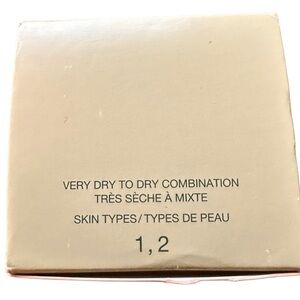 VERY DRY TO DRY COMBINATION
TRÈS SÈCHE À MIXTE
SKIN TYPES/TYPES DE PEAU
1,2